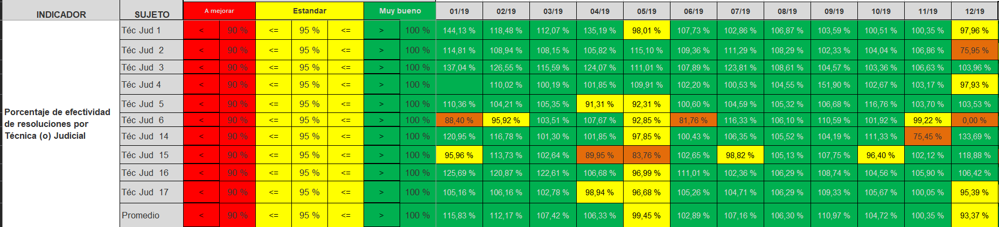 INDICADOR SUJETO A mejorar Estandar Muy bueno 01/19 02/19 03/19 04/19 05/19 06/19 07/19 08/19 09/19 10/19 11/19 12/19
Porcentaje de efectividad
de resoluciones por
Técnica (o) Judicial
Téc Jud 1 < 90 % <= 95 % <= > 100 % 144,13 % 118,48 % 112,07 % 135,19 % 98,01 % 107,73 % 102,86 % 106,87 % 103,59 % 100,51 % 100,35 % 97,96 %
Téc Jud 2 < 90 % <= 95 % <= > 100 % 114,81 % 108,94 % 108,15 % 105,82 % 115,10 % 109,36 % 111,29 % 108,29 % 102,33 % 104,04 % 106,86 % 75,95 %
Téc Jud 3 < 90 % <= 95 % <= > 100 % 137,04 % 126,55 % 115,59 % 124,07 % 111,01 % 107,89 % 123,81 % 108,61 % 104,57 % 103,36 % 106,63 % 103,96 %
Téc Jud 4 < 90 % <= 95 % <= > 100 % 110,02 % 100,19 % 101,85 % 109,91 % 102,20 % 100,53 % 104,55 % 151,90 % 102,67 % 103,17 % 97,93 %
Téc Jud 5 < 90 % <= 95 % <= > 100 % 110,36 % 104,21 % 105,35 % 91,31 % 92,31 % 100,60 % 104,59 % 105,32 % 106,68 % 116,76 % 103,70 % 103,53 %
Téc Jud 6 < 90 % <= 95 % <= > 100 % 88,40 % 95,92 % 103,51 % 107,67 % 92,85 % 81,76 % 116,33 % 106,10 % 110,59 % 101,92 % 99,22 % 0,00 %
Téc Jud 14 < 90 % <= 95 % <= > 100 % 120,95 % 116,78 % 101,30 % 101,85 % 97,85 % 100,43 % 106,35 % 105,52 % 104,19 % 111,33 % 75,45 % 133,69 %
Téc Jud 15 < 90 % <= 95 % <= > 100 % 95,96 % 113,73 % 102,64 % 89,95 % 83,76 % 102,65 % 98,82 % 105,13 % 107,75 % 96,40 % 102,12 % 118,88 %
Téc Jud 16 < 90 % <= 95 % <= > 100 % 125,69 % 120,87 % 122,61 % 106,68 % 96,99 % 111,01 % 102,36 % 106,29 % 108,74 % 104,56 % 105,90 % 106,42 %
Téc Jud 17 < 90 % <= 95 % <= > 100 % 105,16 % 106,16 % 102,78 % 98,94 % 96,68 % 105,26 % 104,71 % 106,29 % 109,33 % 105,67 % 100,05 % 95,39 %
Promedio < 90 % <= 95 % <= > 100 % 115,83 % 112,17 % 107,42 % 106,33 % 99,45 % 102,89 % 107,16 % 106,30 % 110,97 % 104,72 % 100,35 % 93,37 %